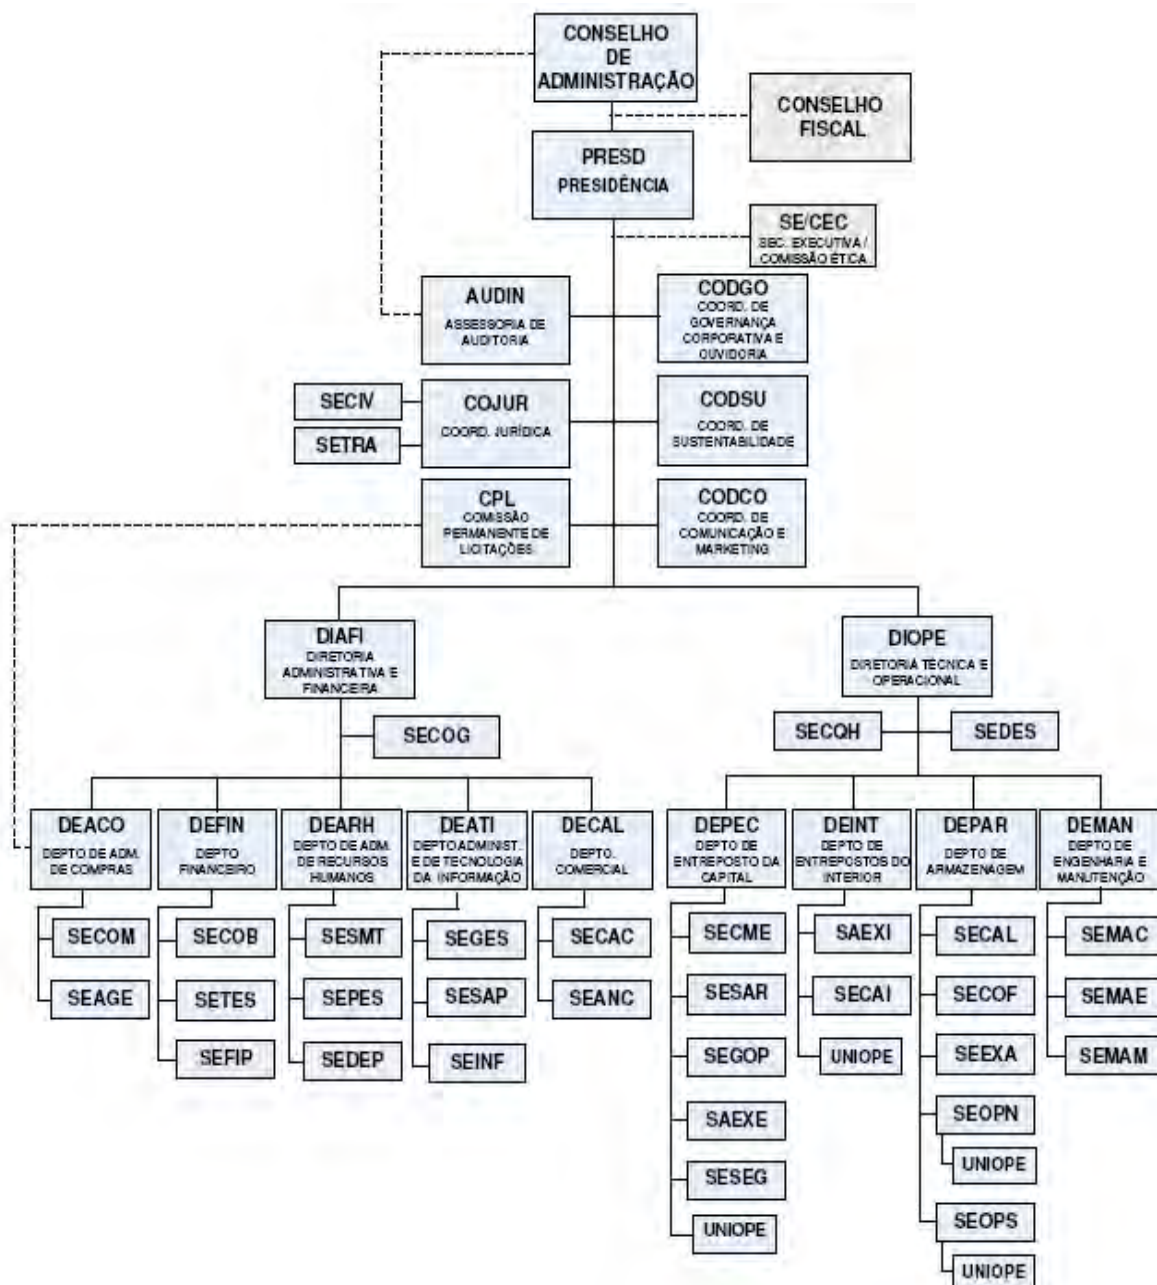 CONSELHO
DE
ADMINISTRAÇÃO
CONSELHO
FISCAL
PRESD
PRESIDÊNCIA
SE/CEC
SEC. EXECUTIVA /
COMISSÃO ÉTICA
AUDIN
ASSESSORIA DE
AUDITORIA
CODGO
COORD. DE
GOVERNANÇA
CORPORATIVA E
OUVIDORIA
SECIV
SETRA
COJUR
COORD. JURÍDICA
CODSU
COORD. DE
SUSTENTABILIDADE
CPL
COMISSÃO
PERMANENTE DE
LICITAÇÕES
CODCO
COORD. DE
COMUNICAÇÃO E
MARKETING
DIAFI
DIRETORIA
ADMINISTRATIVA E
FINANCEIRA
DIOPE
DIRETORIA TÉCNICA E
OPERACIONAL
SECOG
SECQH
SEDES
DEACO
DEPTO DE ADM.
DE COMPRAS
DEFIN
DEPTO
FINANCEIRO
DEARH
DEPTO DE ADM.
DE RECURSOS
HUMANOS
DEATI
DEPTO ADMINIST.
E DE TECNOLOGIA
DA INFORMAÇÃO
DECAL
DEPTO.
COMERCIAL
DEPEC
DEPTO DE
ENTREPOSTO DA
CAPITAL
DEINT
DEPTO DE
ENTREPOSTOS DO
INTERIOR
DEPAR
DEPTO DE
ARMAZENAGEM
DEMAN
DEPTO DE
ENGENHARIA E
MANUTENÇÃO
SECOM
SEAGE
SECOB
SETES
SEFIP
SESMT
SEPES
SEDEP
SEGES
SESAP
SEINF
SECAC
SEANC
SECME
SESAR
SEGOP
SAEXE
SESEG
UNIOPE
SAEXI
SECAI
UNIOPE
SECAL
SECOF
SEEXA
SEOPN
UNIOPE
SEOPS
UNIOPE
SEMAC
SEMAE
SEMAM